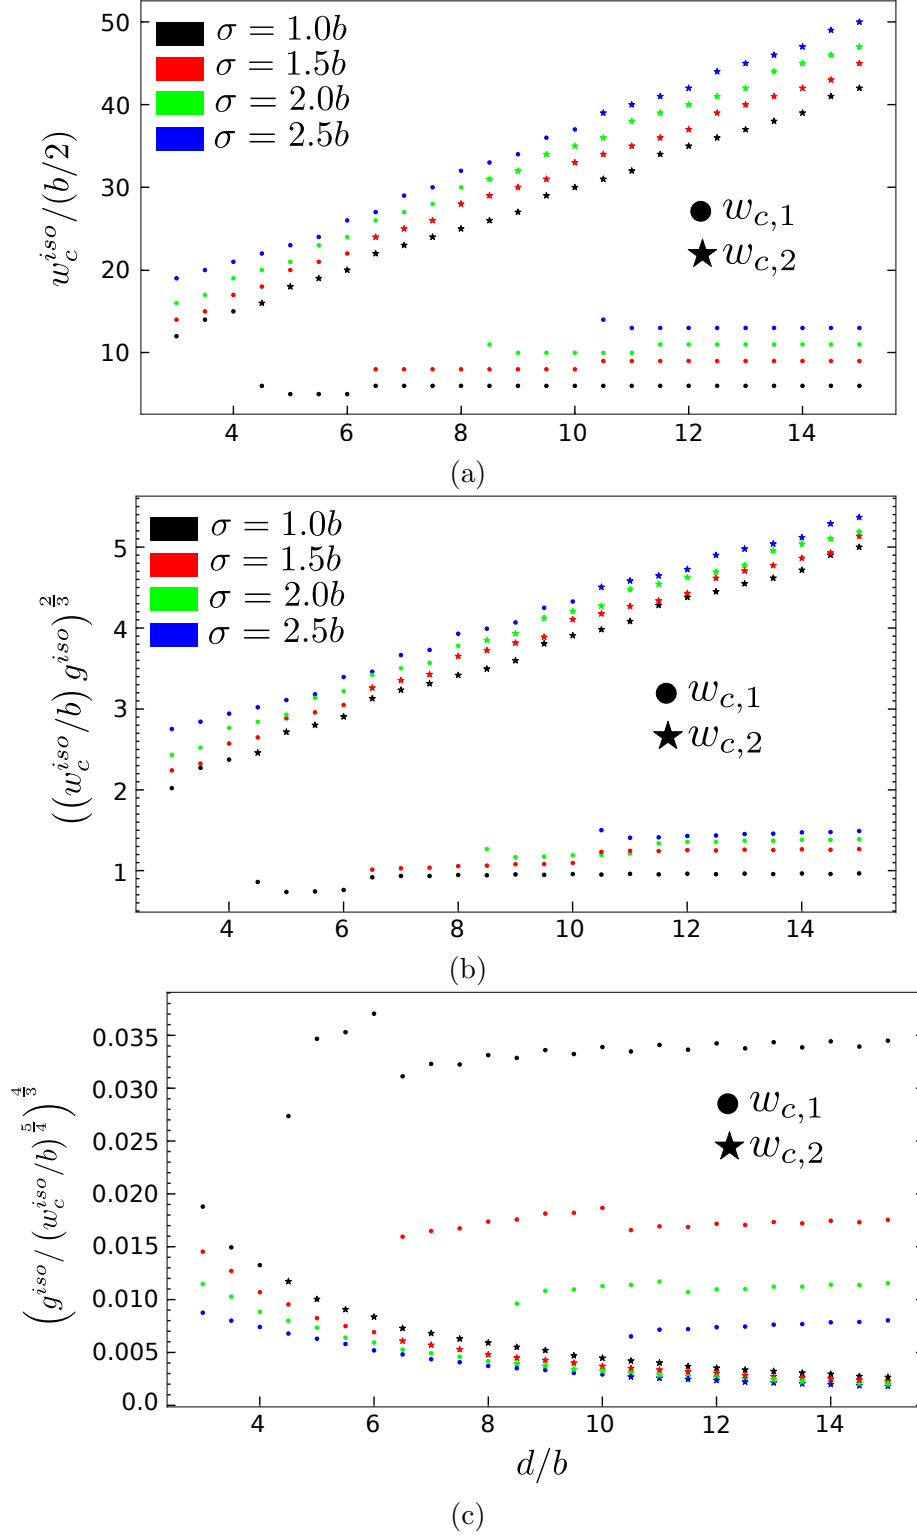 50
40
30
20
10
w_c^{iso}/(b/2)
σ = 1.0b
σ = 1.5b
σ = 2.0b
σ = 2.5b
w_{c,1}
w_{c,2}
4 6 8 10 12 14
(a)
5
4
3
2
1
((w_c^{iso}/b) g^{iso})^{2/3}
σ = 1.0b
σ = 1.5b
σ = 2.0b
σ = 2.5b
w_{c,1}
w_{c,2}
4 6 8 10 12 14
(b)
0.035
0.030
0.025
0.020
0.015
0.010
0.005
0.0
(g^{iso}/(w_c^{iso}/b)^{5/4})^{4/3}
w_{c,1}
w_{c,2}
4 6 8 10 12 14
d/b
(c)